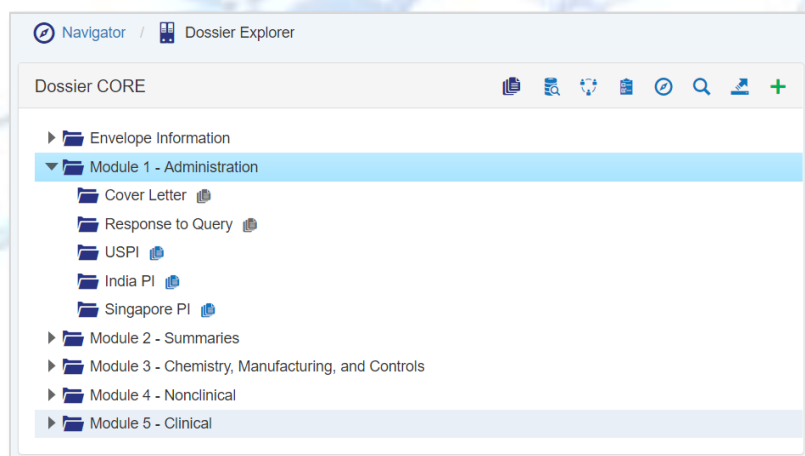 Navigator / Dossier Explorer
Dossier CORE
Envelope Information
Module 1 - Administration
Cover Letter
Response to Query
USPI
India PI
Singapore PI
Module 2 - Summaries
Module 3 - Chemistry, Manufacturing, and Controls
Module 4 - Nonclinical
Module 5 - Clinical